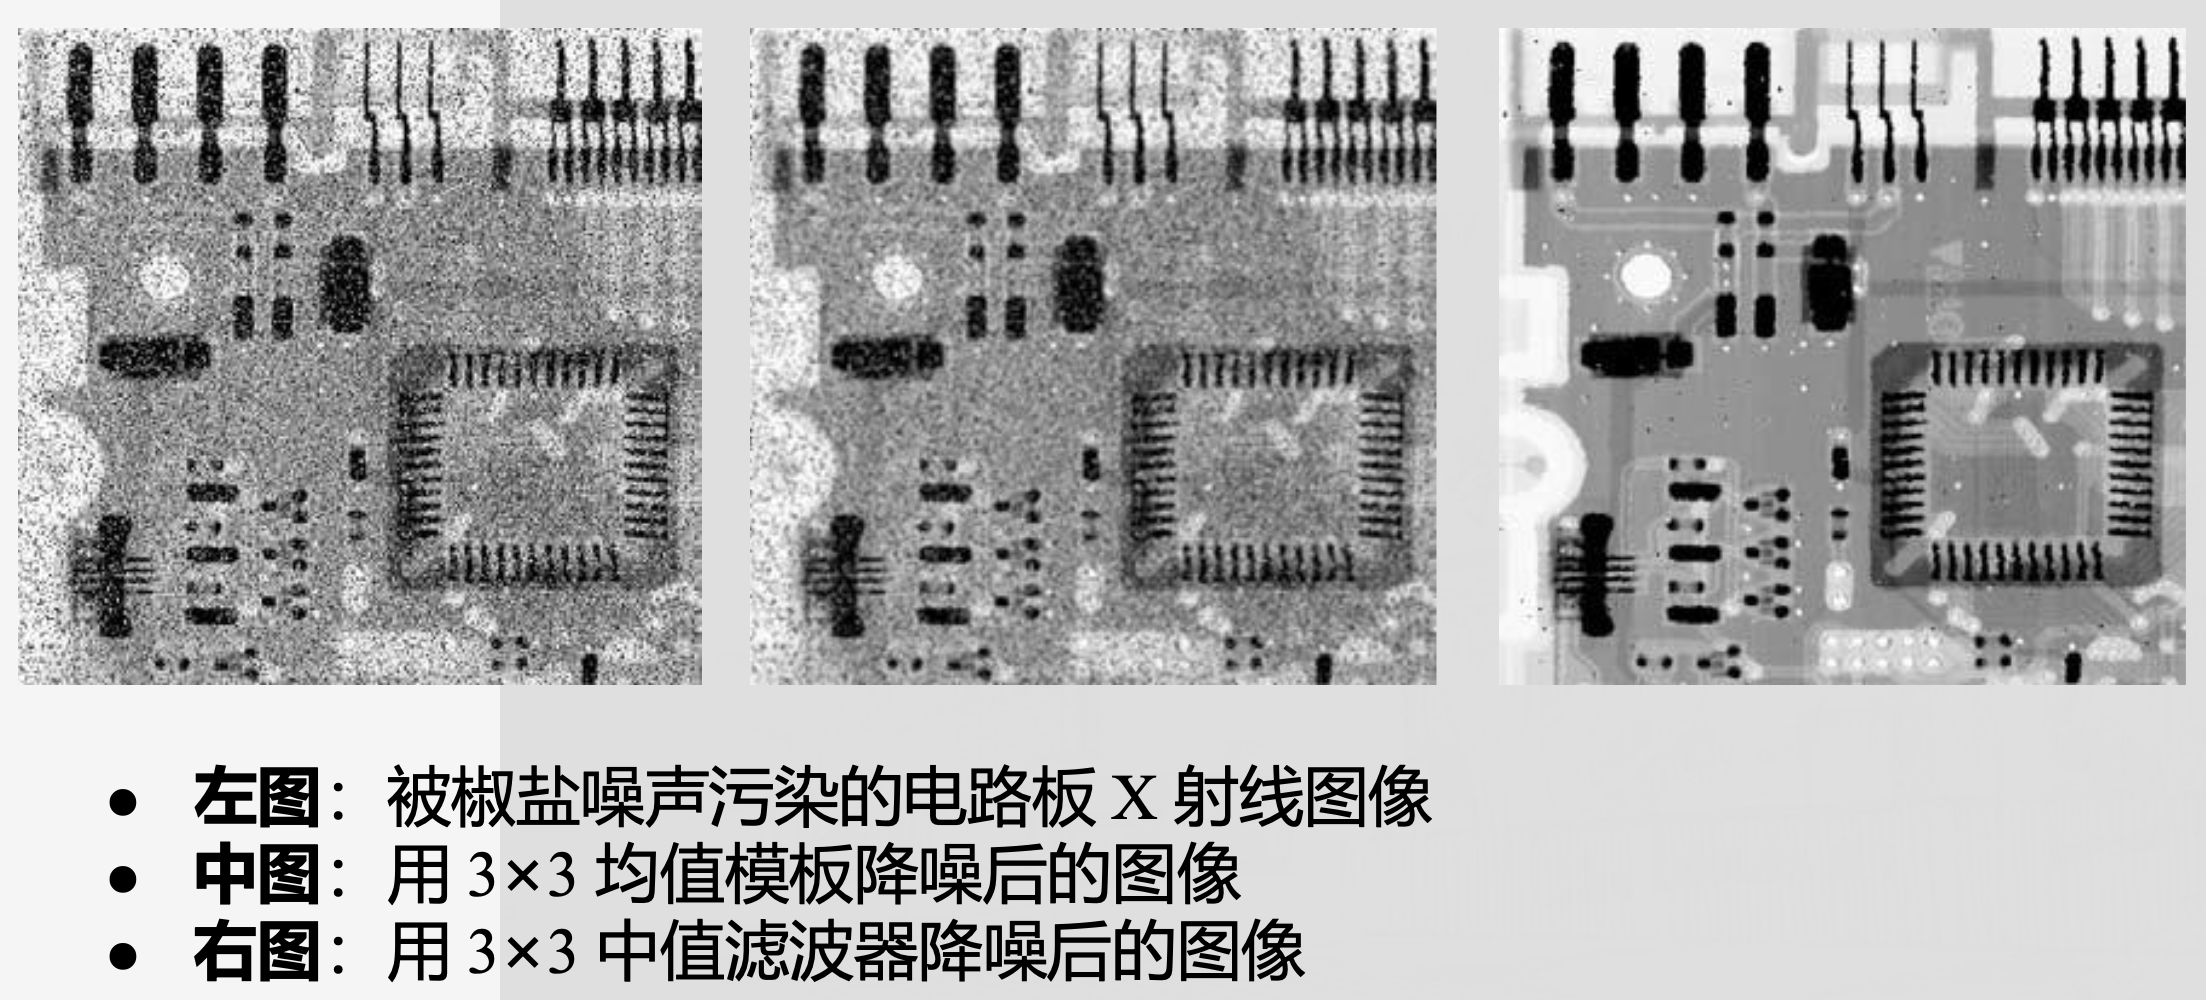 ● 左图：被椒盐噪声污染的电路板 X 射线图像
● 中图：用 3×3 均值模板降噪后的图像
● 右图：用 3×3 中值滤波器降噪后的图像